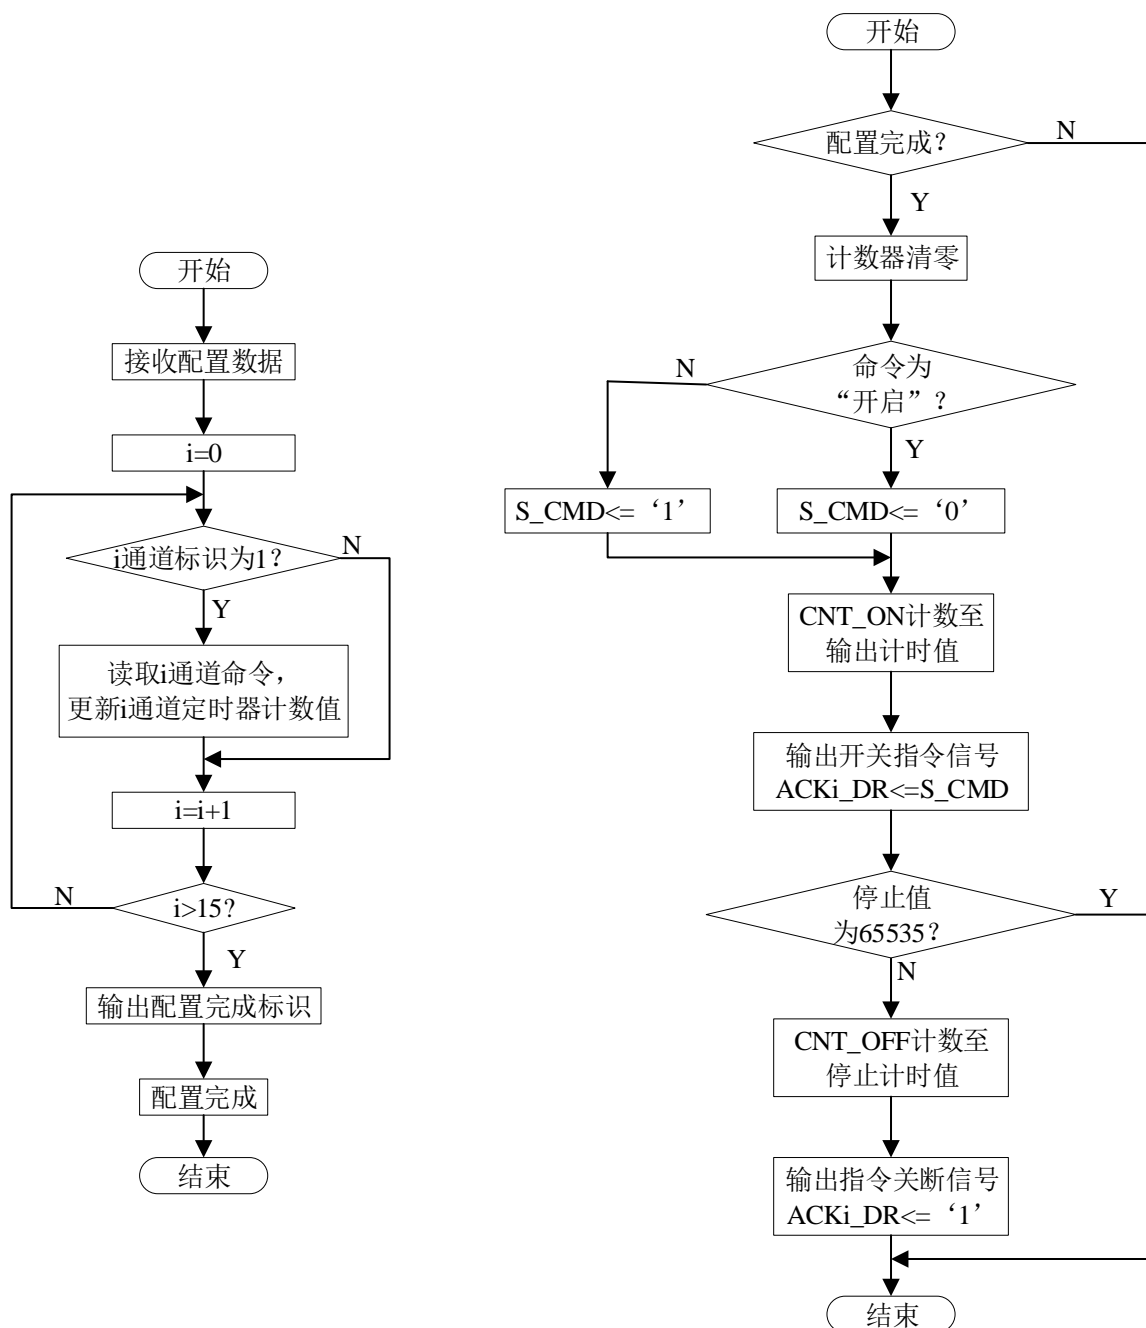 开始
接收配置数据
i=0
i通道标识为1?
N
Y
读取i通道命令，
更新i通道定时器计数值
i=i+1
N
i>15?
Y
输出配置完成标识
配置完成
结束
开始
配置完成?
N
Y
计数器清零
命令为
“开启”?
N
Y
S_CMD<=‘1’
S_CMD<=‘0’
CNT_ON计数至
输出计时值
输出开关指令信号
ACKi_DR<=S_CMD
停止值
为65535?
Y
N
CNT_OFF计数至
停止计时值
输出指令关断信号
ACKi_DR<=‘1’
结束